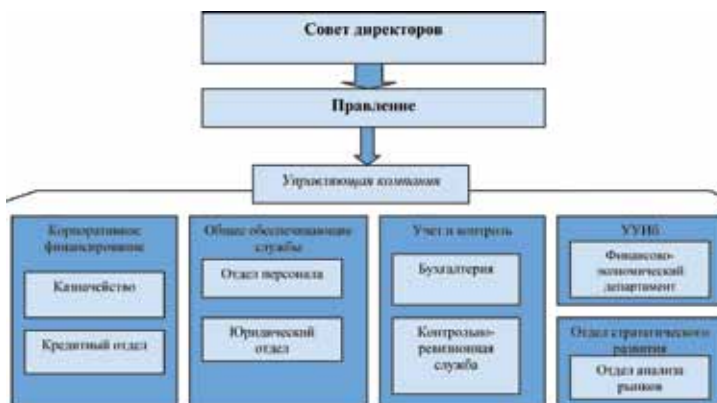 Совет директоров
Правление
Управляющая компания
Корпоративное
финансирование
Казначейство
Кредитный отдел
Общие обеспечивающие
службы
Отдел персонала
Юридический
отдел
Учет и контроль
Бухгалтерия
Контрольно-
ревизионная
служба
Финансово-
экономический
департамент
Отдел стратегического
развития
Отдел анализа
рынков